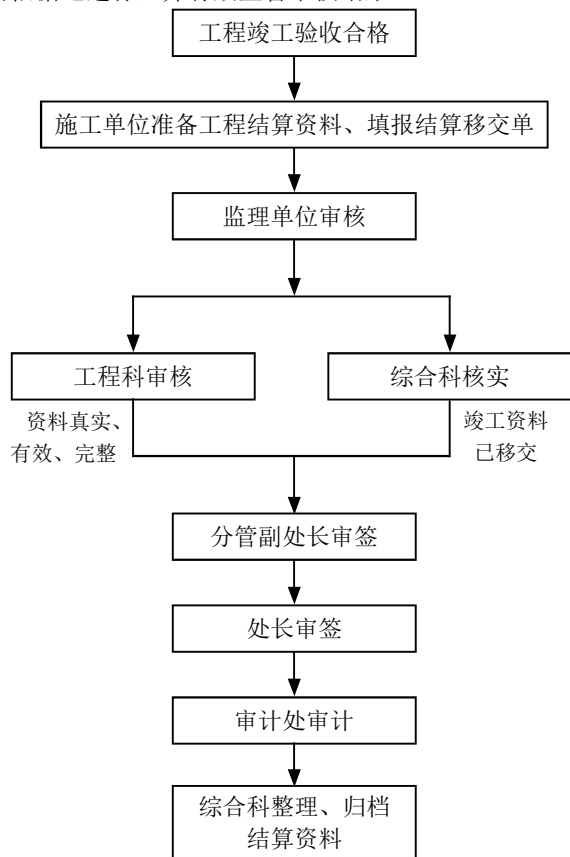 工程竣工验收合格
施工单位准备工程结算资料、填报结算移交单
监理单位审核
工程科审核
综合科核实
资料真实、
有效、完整
竣工资料
已移交
分管副处长审签
处长审签
审计处审计
综合科整理、归档
结算资料